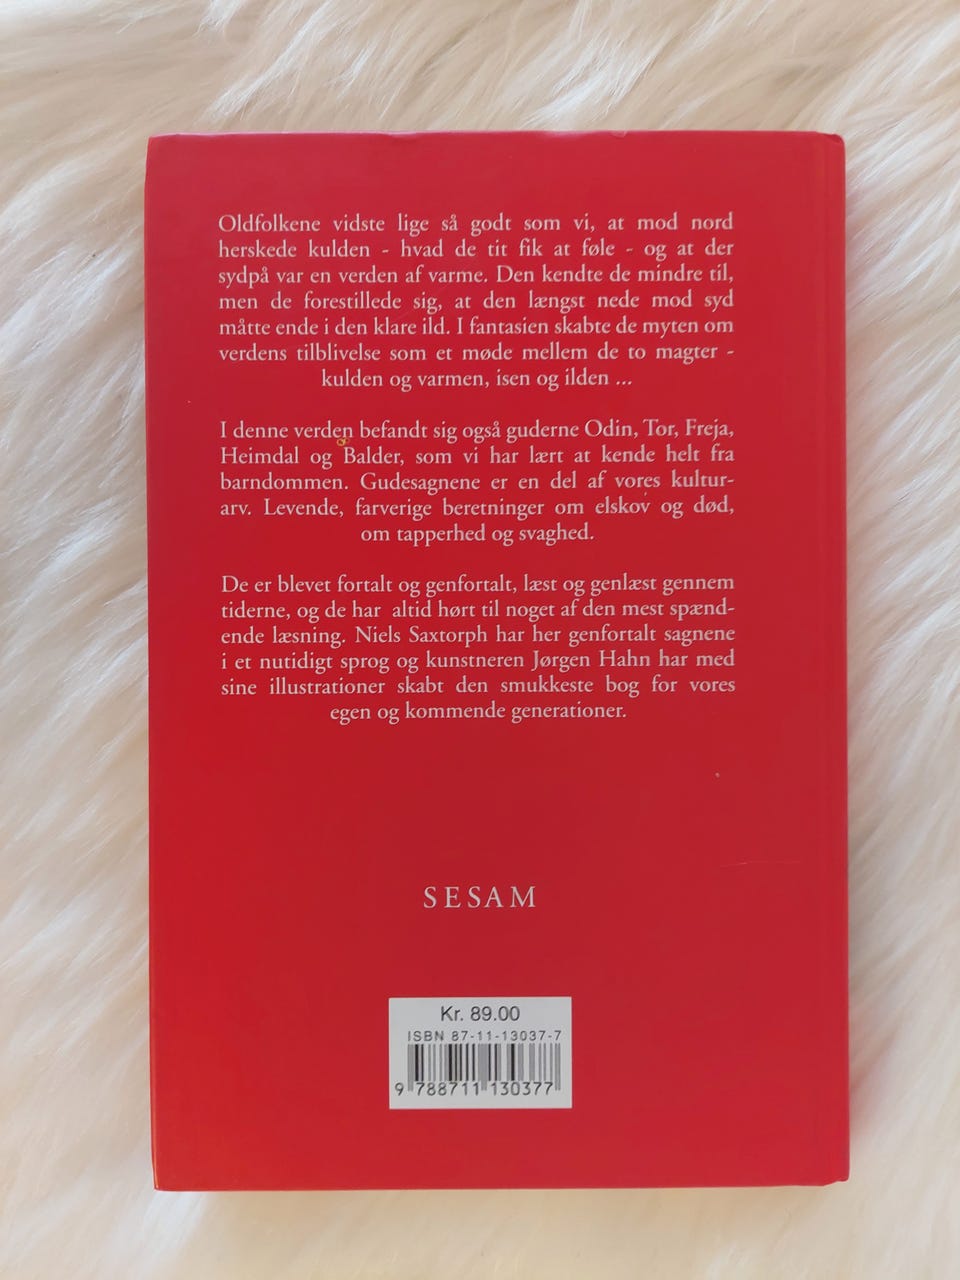 Oldfolkene vidste lige så godt som vi, at mod nord
herskede kulden - hvad de tit fik at føle - og at der
sydpå var en verden af varme. Den kendte de mindre til,
men de forestillede sig, at den længst nede mod syd
måtte ende i den klare ild. I fantasien skabte de myten om
verdens tilblivelse som et møde mellem de to magter -
kulden og varmen, isen og ilden ...
I denne verden befandt sig også guderne Odin, Tor, Freja,
Heimdal og Balder, som vi har lært at kende helt fra
barndommen. Gudesagnene er en del af vores kultur-
arv. Levende, farverige beretninger om elskov og død,
om tapperhed og svaghed.
De er blevet fortalt og genfortalt, læst og genlæst gennem
tiderne, og de har altid hørt til noget af den mest spænd-
ende læsning. Niels Saxtorph har her genfortalt sagnene
i et nutidigt sprog og kunstneren Jørgen Hahn har med
sine illustrationer skabt den smukkeste bog for vores
egen og kommende generationer.
SESAM
Kr. 89.00
ISBN 87-11-13037-7
9 788711 130377